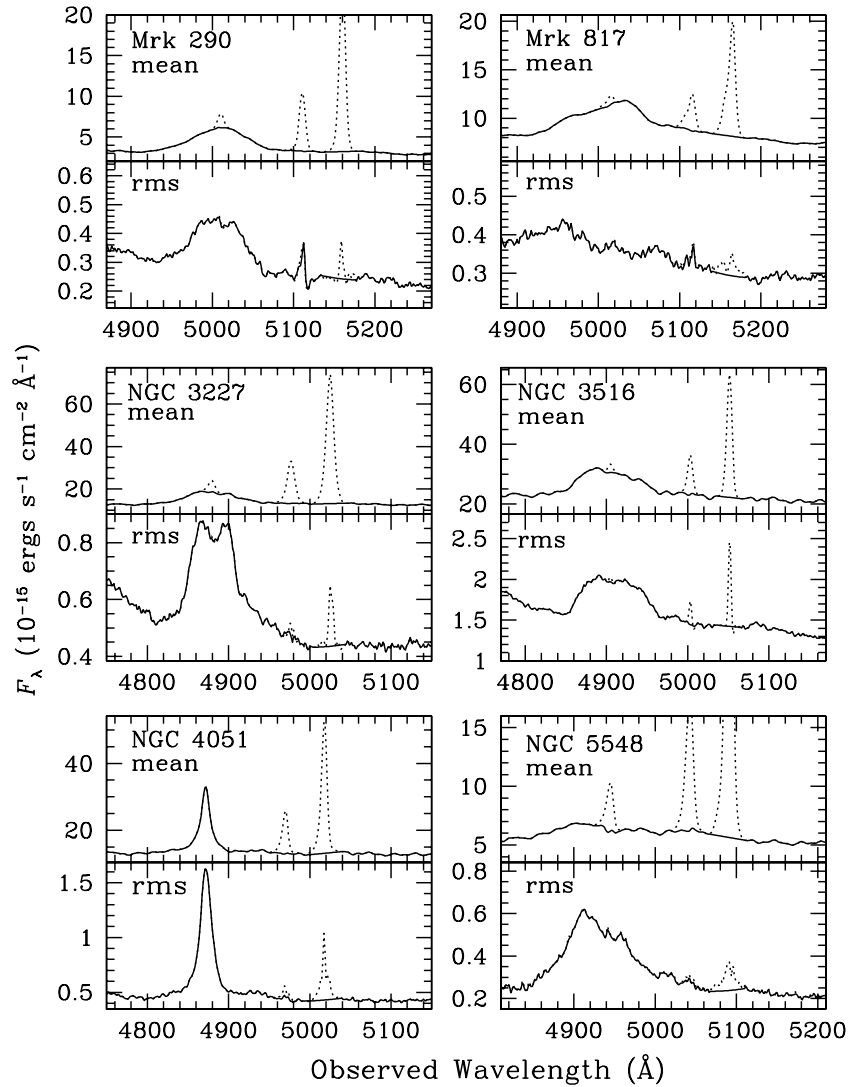 Mrk 290
mean
20
15
10
5
rms
0.6
0.5
0.4
0.3
0.2
4900 5000 5100 5200
Mrk 817
mean
20
15
10
rms
0.5
0.4
0.3
4900 5000 5100 5200
NGC 3227
mean
60
40
20
rms
0.8
0.6
0.4
4800 4900 5000 5100
NGC 3516
mean
60
40
20
rms
2.5
2
1.5
1
4800 4900 5000 5100
NGC 4051
mean
40
20
rms
1.5
1
0.5
4800 4900 5000 5100
NGC 5548
mean
15
10
5
rms
0.8
0.6
0.4
0.2
4900 5000 5100 5200
Fλ (10⁻¹⁵ ergs s⁻¹ cm⁻² Å⁻¹)
Observed Wavelength (Å)